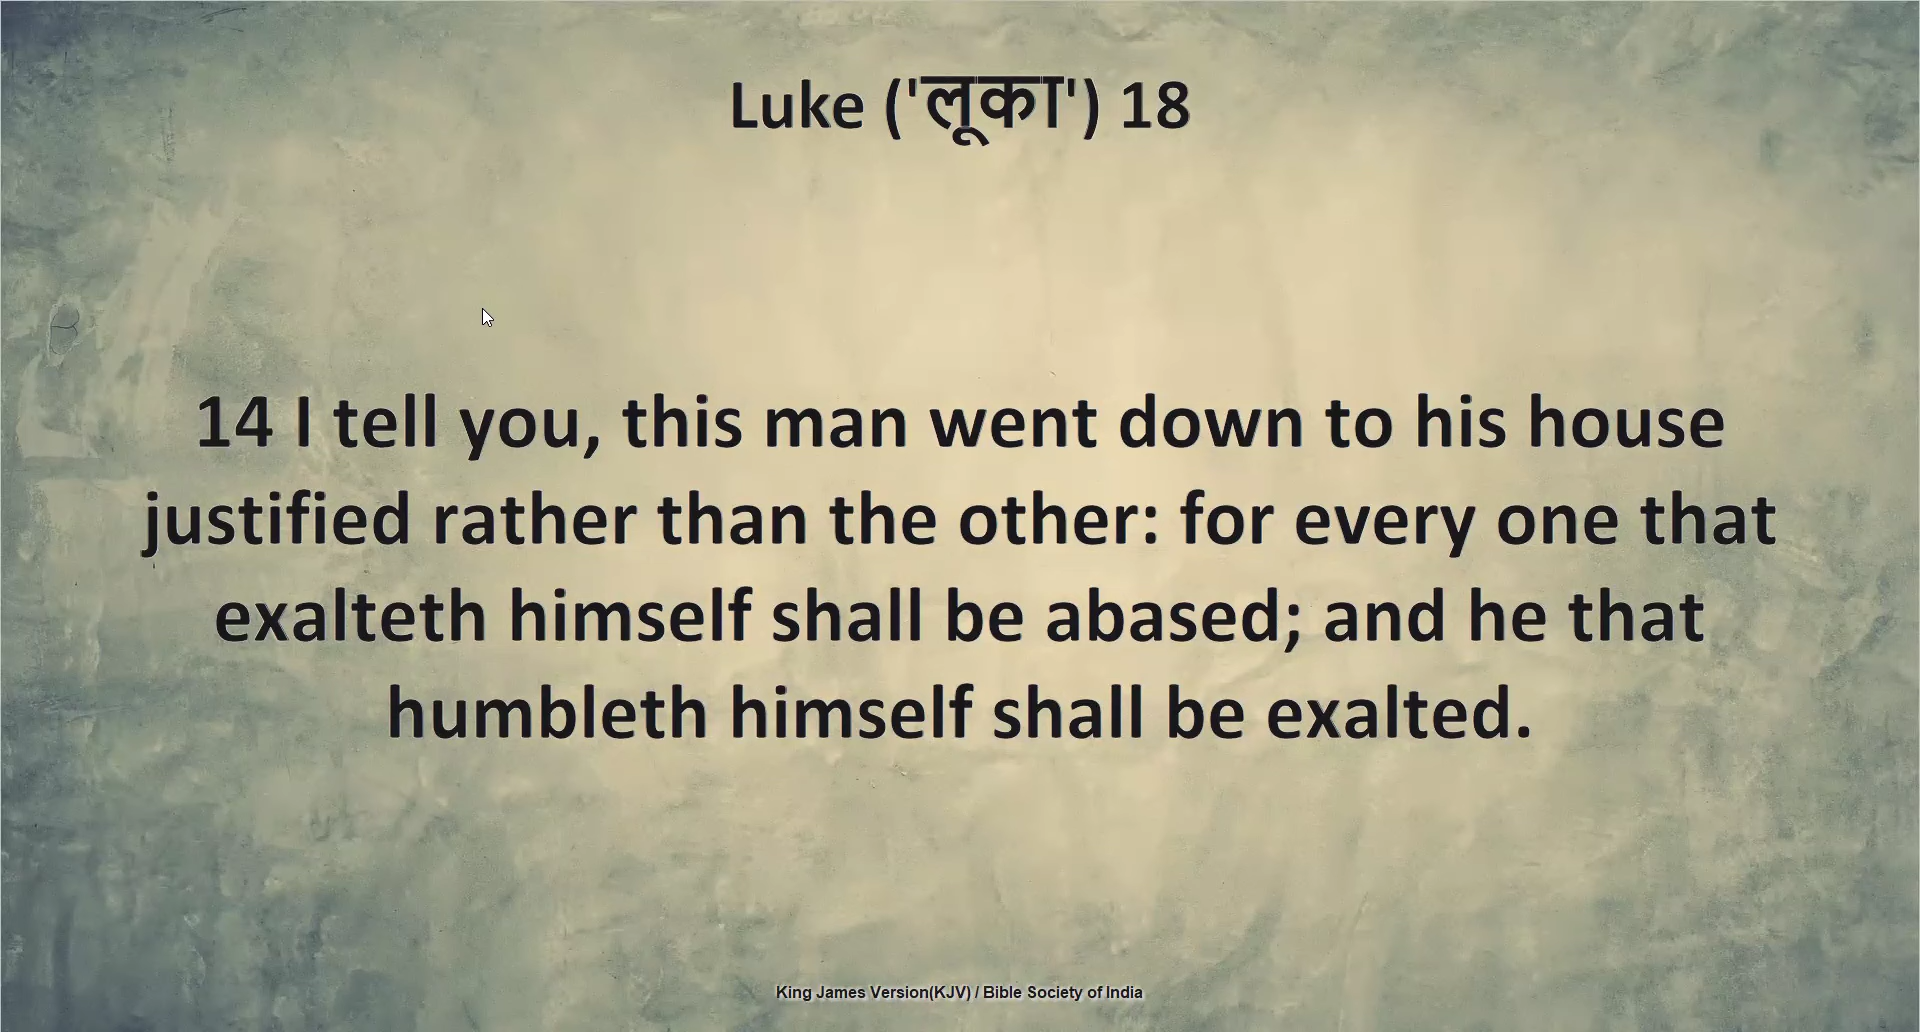 Luke ('लूका') 18
14 I tell you, this man went down to his house
justified rather than the other: for every one that
exalteth himself shall be abased; and he that
humbleth himself shall be exalted.
King James Version(KJV) / Bible Society of India